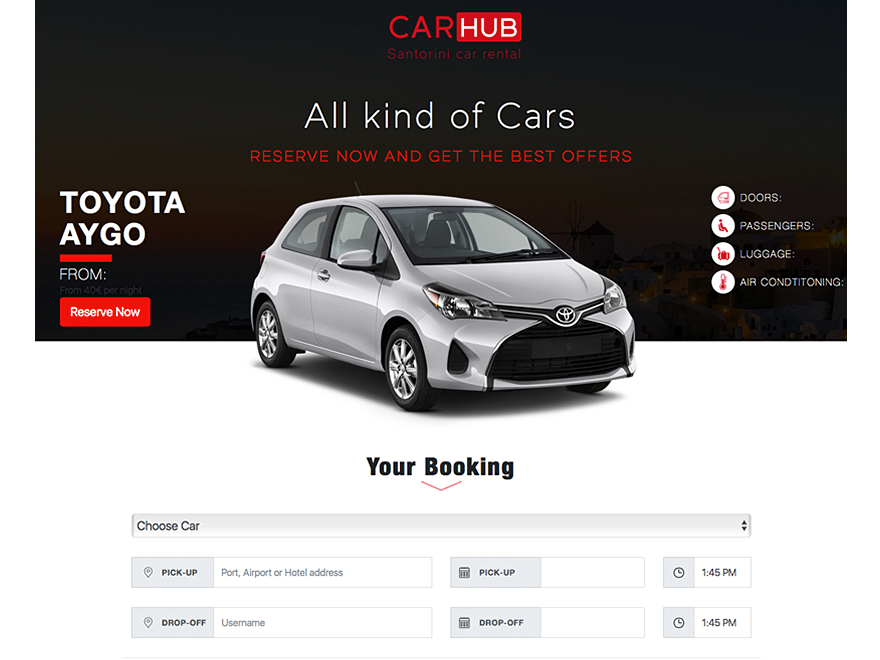 CARHUB
Santorini car rental
All kind of Cars
RESERVE NOW AND GET THE BEST OFFERS
TOYOTA
AYGO
FROM:
From 40€ per night
Reserve Now
DOORS:
PASSENGERS:
LUGGAGE:
AIR CONDTITONING:
Your Booking
Choose Car
PICK-UP Port, Airport or Hotel address PICK-UP 1:45 PM
DROP-OFF Username DROP-OFF 1:45 PM